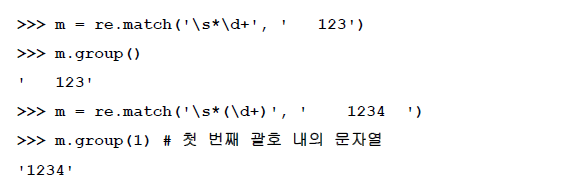 >>> m = re.match('\s*\d+', '   123')
>>> m.group()
'   123'
>>> m = re.match('\s*(\d+)', '    1234  ')
>>> m.group(1) # 첫 번째 괄호 내의 문자열
'1234'